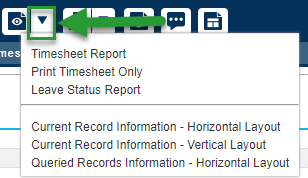 mes
Timesheet Report
Print Timesheet Only
Leave Status Report
Current Record Information - Horizontal Layout
Current Record Information - Vertical Layout
Queried Records Information - Horizontal Layout